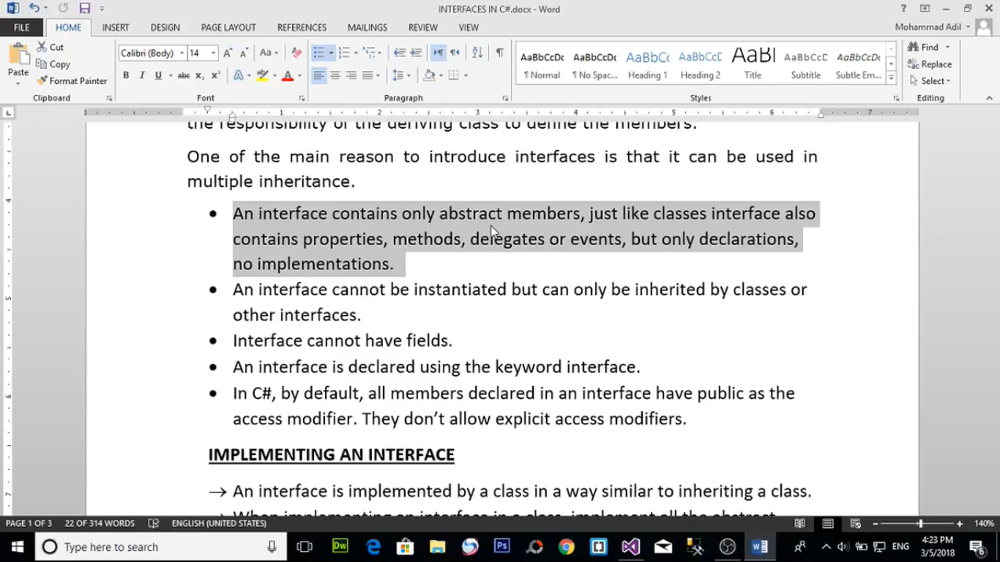 INTERFACES IN C#.docx - Word
FILE
HOME
INSERT
DESIGN
PAGE LAYOUT
REFERENCES
MAILINGS
REVIEW
VIEW
Mohammad Adil
Paste
Cut
Copy
Format Painter
Clipboard
Calibri (Body)
14
Font
Paragraph
AaBbCcDc
¶ Normal
AaBbCcDc
¶ No Spac...
AaBbCc
Heading 1
AaBbCcC
Heading 2
AaBl
Title
AaBbCcC
Subtitle
AaBbCcDc
Subtle Em...
Styles
Find
Replace
Select
Editing
1 1 2 3 4 5 6 7
the responsibility of the deriving class to define the members.
One of the main reason to introduce interfaces is that it can be used in
multiple inheritance.
• An interface contains only abstract members, just like classes interface also
contains properties, methods, delegates or events, but only declarations,
no implementations.
• An interface cannot be instantiated but can only be inherited by classes or
other interfaces.
• Interface cannot have fields.
• An interface is declared using the keyword interface.
• In C#, by default, all members declared in an interface have public as the
access modifier. They don’t allow explicit access modifiers.
IMPLEMENTING AN INTERFACE
→ An interface is implemented by a class in a way similar to inheriting a class.
→ When implementing an interface in a class, implement all the abstract
PAGE 1 OF 3
22 OF 314 WORDS
ENGLISH (UNITED STATES)
140%
Type here to search
ENG
4:23 PM
3/5/2018